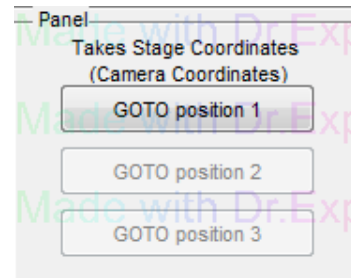 Panel
Takes Stage Coordinates
(Camera Coordinates)
GOTO position 1
GOTO position 2
GOTO position 3
Made with Dr.Exp
Made with Dr.Exp
Made with Dr.Exp